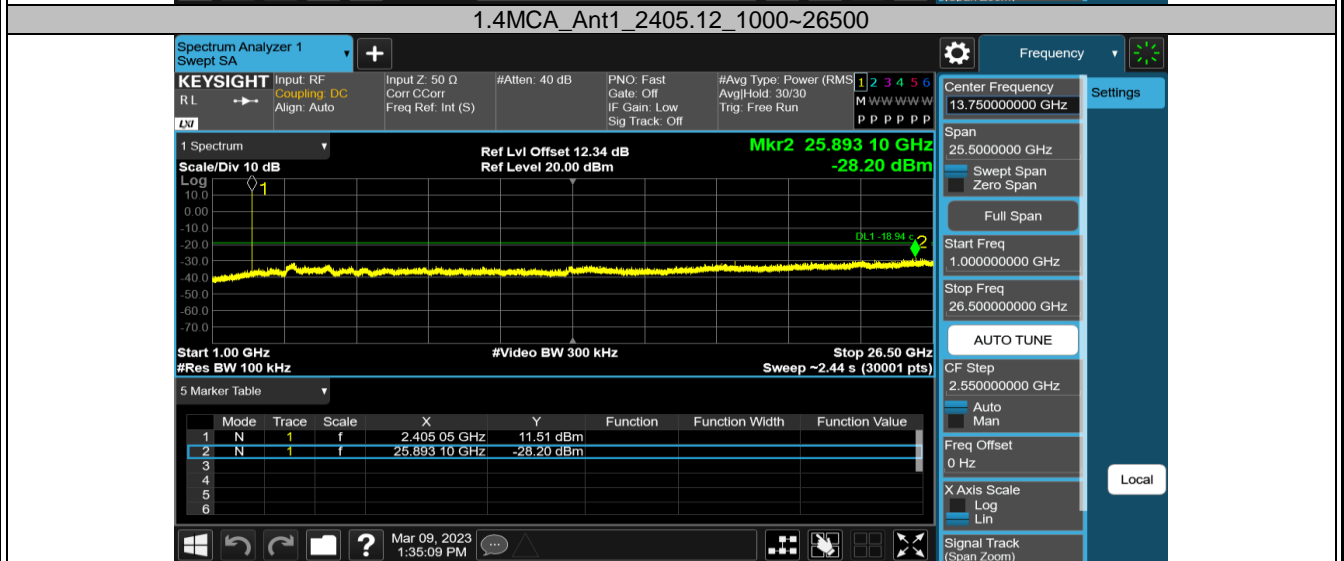 1.4MCA_Ant1_2405.12_1000~26500
Spectrum Analyzer 1
Swept SA
Frequency
KEYSIGHT
R L
LXI
Input: RF
Coupling: DC
Align: Auto
Input Z: 50 Ω
Corr CCorr
Freq Ref: Int (S)
#Atten: 40 dB
PNO: Fast
Gate: Off
IF Gain: Low
Sig Track: Off
#Avg Type: Power (RMS
Avg|Hold: 30/30
Trig: Free Run
1 2 3 4 5 6
M W W W W W
P P P P P P
1 Spectrum
Scale/Div 10 dB
Ref Lvl Offset 12.34 dB
Ref Level 20.00 dBm
Mkr2 25.893 10 GHz
-28.20 dBm
Log
1
10.0
0.00
-10.0
-20.0
-30.0
-40.0
-50.0
-60.0
-70.0
DL1 -18.94
2
Start 1.00 GHz
#Video BW 300 kHz
Stop 26.50 GHz
#Res BW 100 kHz
Sweep ~2.44 s (30001 pts)
5 Marker Table
Mode Trace Scale X Y Function Function Width Function Value
1 N 1 f 2.405 05 GHz 11.51 dBm
2 N 1 f 25.893 10 GHz -28.20 dBm
3
4
5
6
?
Mar 09, 2023
1:35:09 PM
Center Frequency
13.750000000 GHz
Settings
Span
25.5000000 GHz
Swept Span
Zero Span
Full Span
Start Freq
1.000000000 GHz
Stop Freq
26.500000000 GHz
AUTO TUNE
CF Step
2.550000000 GHz
Auto
Man
Freq Offset
0 Hz
Local
X Axis Scale
Log
Lin
Signal Track
(Span Zoom)